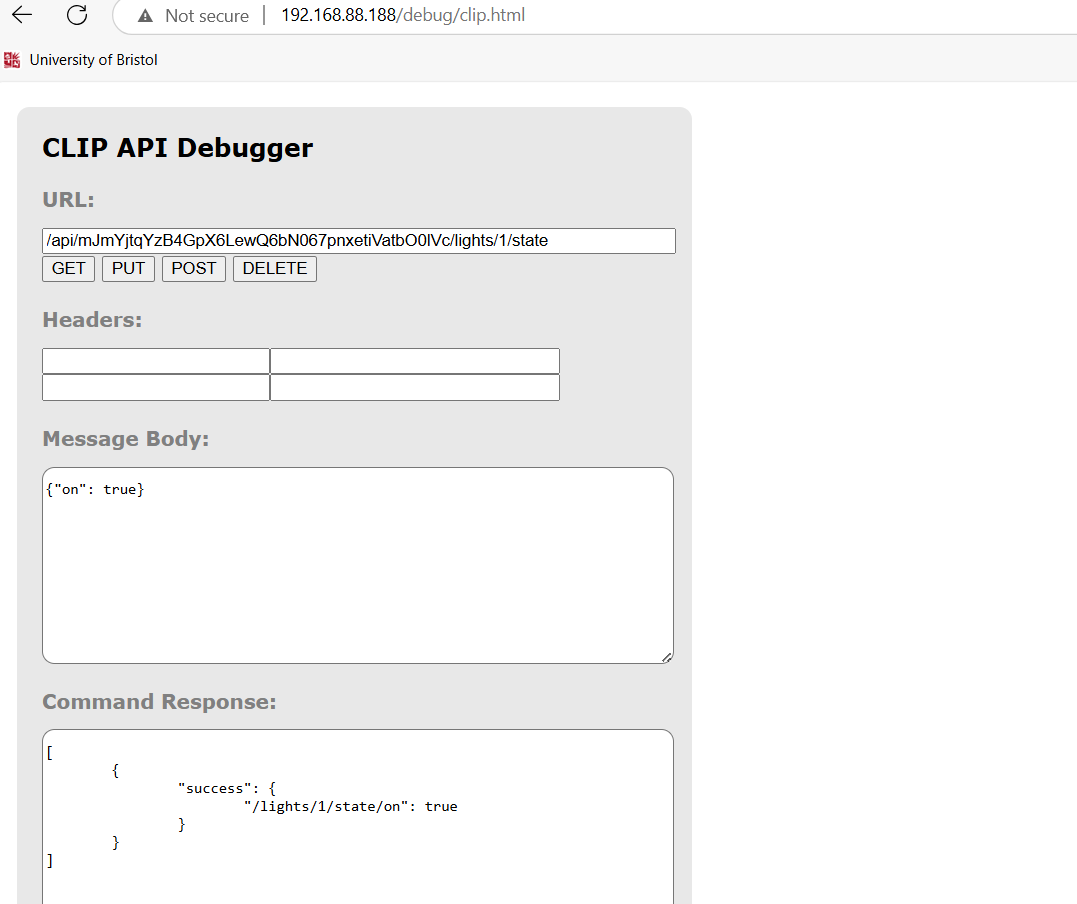 Not secure | 192.168.88.188/debug/clip.html
University of Bristol
CLIP API Debugger
URL:
/api/mJmYjtqYzB4GpX6LewQ6bN067pnxetiVatbO0lVc/lights/1/state
GET PUT POST DELETE
Headers:
Message Body:
{"on": true}
Command Response:
[
{
"success": {
"/lights/1/state/on": true
}
}
]